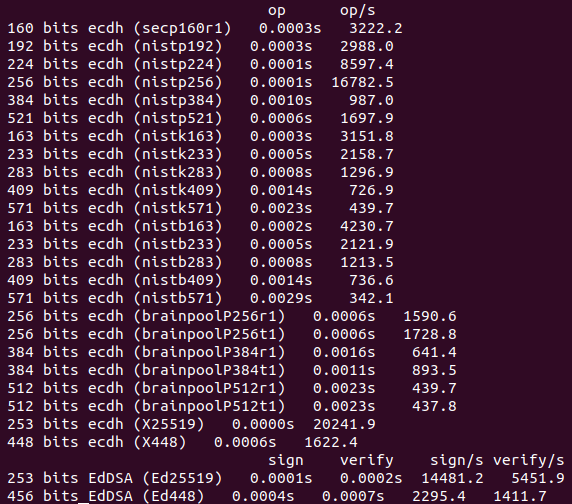 op op/s
160 bits ecdh (secp160r1) 0.0003s 3222.2
192 bits ecdh (nistp192) 0.0003s 2988.0
224 bits ecdh (nistp224) 0.0001s 8597.4
256 bits ecdh (nistp256) 0.0001s 16782.5
384 bits ecdh (nistp384) 0.0010s 987.0
521 bits ecdh (nistp521) 0.0006s 1697.9
163 bits ecdh (nistk163) 0.0003s 3151.8
233 bits ecdh (nistk233) 0.0005s 2158.7
283 bits ecdh (nistk283) 0.0008s 1296.9
409 bits ecdh (nistk409) 0.0014s 726.9
571 bits ecdh (nistk571) 0.0023s 439.7
163 bits ecdh (nistb163) 0.0002s 4230.7
233 bits ecdh (nistb233) 0.0005s 2121.9
283 bits ecdh (nistb283) 0.0008s 1213.5
409 bits ecdh (nistb409) 0.0014s 736.6
571 bits ecdh (nistb571) 0.0029s 342.1
256 bits ecdh (brainpoolP256r1) 0.0006s 1590.6
256 bits ecdh (brainpoolP256t1) 0.0006s 1728.8
384 bits ecdh (brainpoolP384r1) 0.0016s 641.4
384 bits ecdh (brainpoolP384t1) 0.0011s 893.5
512 bits ecdh (brainpoolP512r1) 0.0023s 439.7
512 bits ecdh (brainpoolP512t1) 0.0023s 437.8
253 bits ecdh (X25519) 0.0000s 20241.9
448 bits ecdh (X448) 0.0006s 1622.4
sign verify sign/s verify/s
253 bits EdDSA (Ed25519) 0.0001s 0.0002s 14481.2 5451.9
456 bits EdDSA (Ed448) 0.0004s 0.0007s 2295.4 1411.7